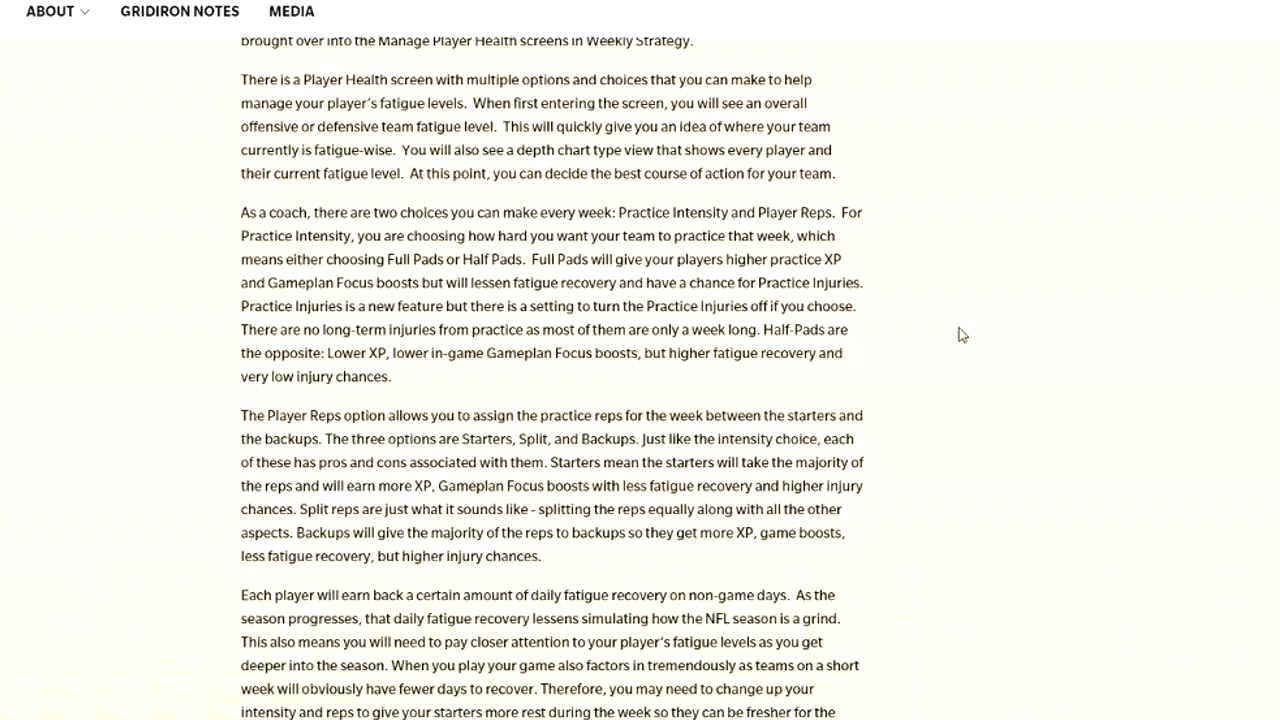 ABOUT GRIDIRON NOTES MEDIA
brought over into the Manage Player Health screens in Weekly Strategy.
There is a Player Health screen with multiple options and choices that you can make to help
manage your player's fatigue levels. When first entering the screen, you will see an overall
offensive or defensive team fatigue level. This will quickly give you an idea of where your team
currently is fatigue-wise. You will also see a depth chart type view that shows every player and
their current fatigue level. At this point, you can decide the best course of action for your team.
As a coach, there are two choices you can make every week: Practice Intensity and Player Reps. For
Practice Intensity, you are choosing how hard you want your team to practice that week, which
means either choosing Full Pads or Half Pads. Full Pads will give your players higher practice XP
and Gameplan Focus boosts but will lessen fatigue recovery and have a chance for Practice Injuries.
Practice Injuries is a new feature but there is a setting to turn the Practice Injuries off if you choose.
There are no long-term injuries from practice as most of them are only a week long. Half-Pads are
the opposite: Lower XP, lower in-game Gameplan Focus boosts, but higher fatigue recovery and
very low injury chances.
The Player Reps option allows you to assign the practice reps for the week between the starters and
the backups. The three options are Starters, Split, and Backups. Just like the intensity choice, each
of these has pros and cons associated with them. Starters mean the starters will take the majority of
the reps and will earn more XP, Gameplan Focus boosts with less fatigue recovery and higher injury
chances. Split reps are just what it sounds like - splitting the reps equally along with all the other
aspects. Backups will give the majority of the reps to backups so they get more XP, game boosts,
less fatigue recovery, but higher injury chances.
Each player will earn back a certain amount of daily fatigue recovery on non-game days. As the
season progresses, that daily fatigue recovery lessens simulating how the NFL season is a grind.
This also means you will need to pay closer attention to your player's fatigue levels as you get
deeper into the season. When you play your game also factors in tremendously as teams on a short
week will obviously have fewer days to recover. Therefore, you may need to change up your
intensity and reps to give your starters more rest during the week so they can be fresher for the